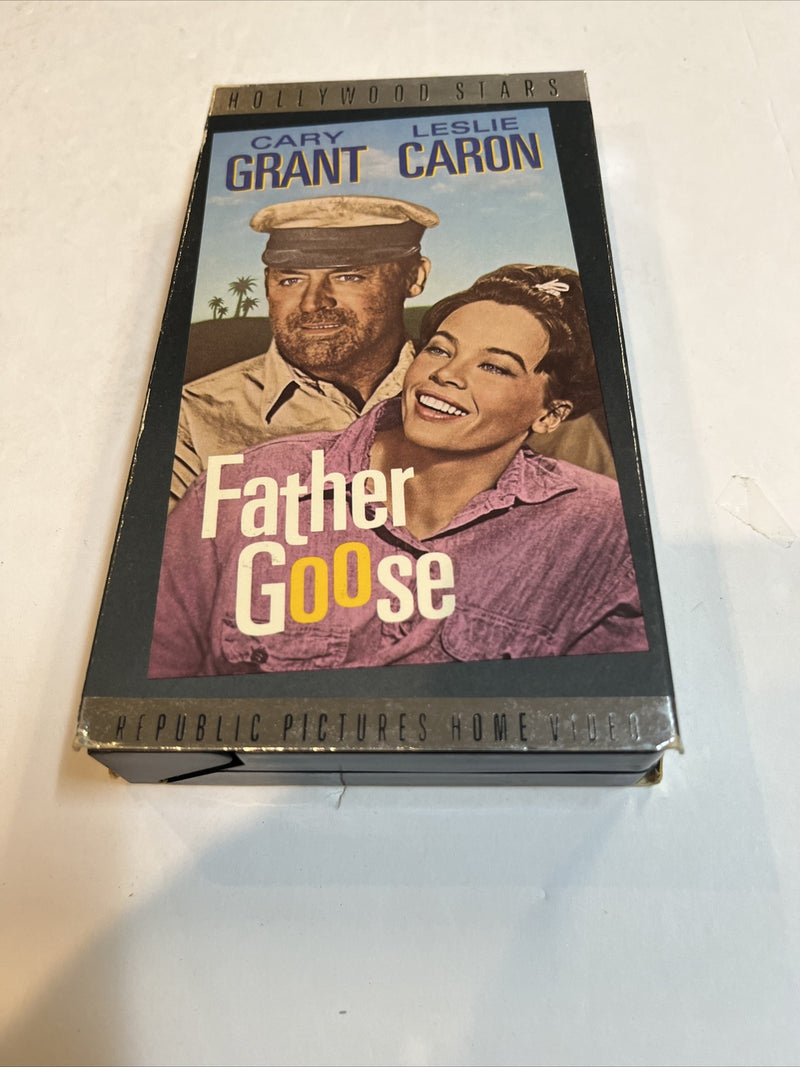 HOLLYWOOD STARS
CARY LESLIE
GRANT CARON
Father
Goose
REPUBLIC PICTURES HOME VIDEO